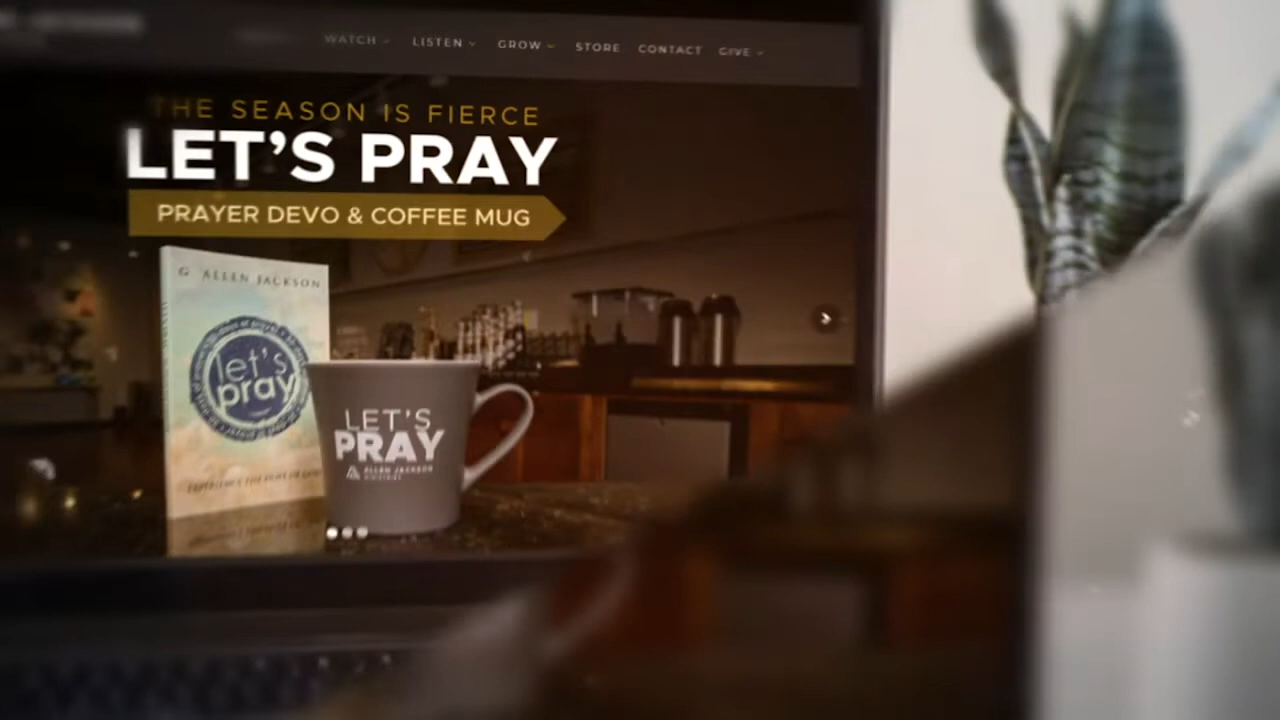 WATCH LISTEN GROW STORE CONTACT GIVE
THE SEASON IS FIERCE
LET'S PRAY
PRAYER DEVO & COFFEE MUG
G. ALLEN JACKSON
let's
pray
LET'S
PRAY
ALLEN JACKSON
MINISTRIES